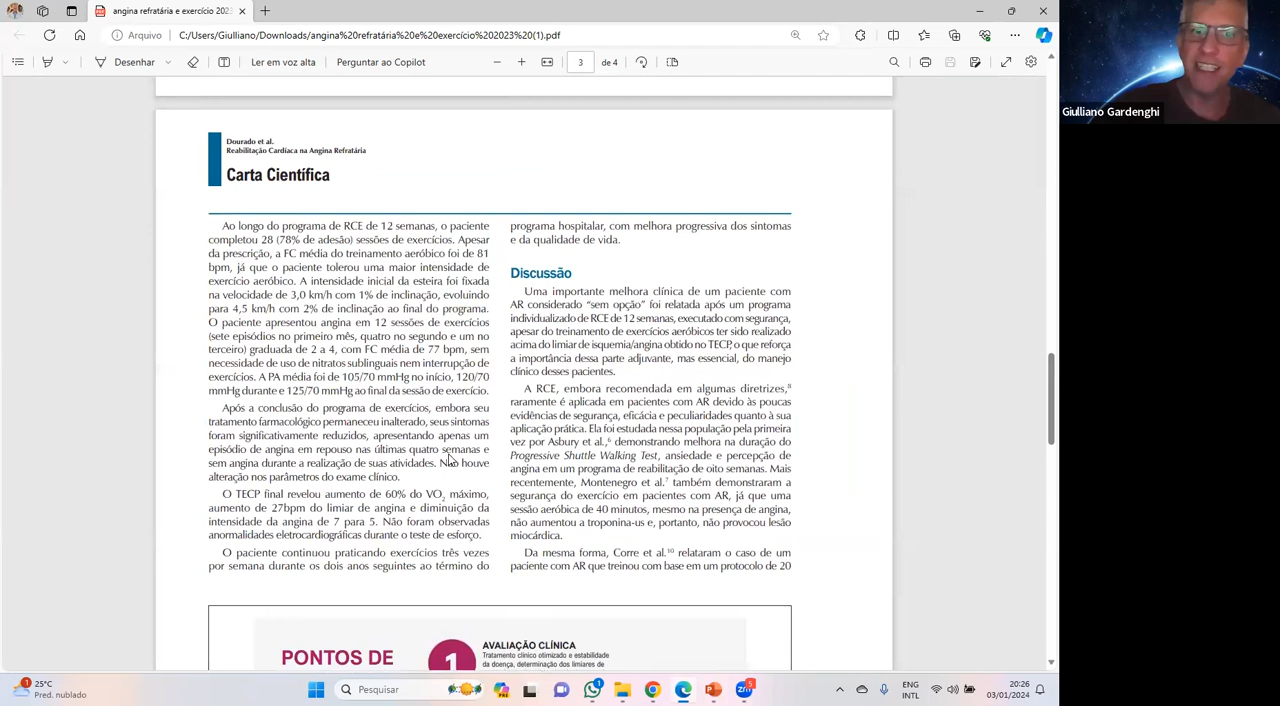 angina refratária e exercício 202
Arquivo
C:/Users/Giulliano/Downloads/angina%20refratária%20e%20exercício%202023%20(1).pdf
Desenhar
Ler em voz alta
Perguntar ao Copilot
3
de 4
Giulliano Gardenghi
Dourado et al.
Reabilitação Cardíaca na Angina Refratária
Carta Científica
Ao longo do programa de RCE de 12 semanas, o paciente
completou 28 (78% de adesão) sessões de exercícios. Apesar
da prescrição, a FC média do treinamento aeróbico foi de 81
bpm, já que o paciente tolerou uma maior intensidade de
exercício aeróbico. A intensidade inicial da esteira foi fixada
na velocidade de 3,0 km/h com 1% de inclinação, evoluindo
para 4,5 km/h com 2% de inclinação ao final do programa.
O paciente apresentou angina em 12 sessões de exercícios
(sete episódios no primeiro mês, quatro no segundo e um no
terceiro) graduada de 2 a 4, com FC média de 77 bpm, sem
necessidade de uso de nitratos sublinguais nem interrupção de
exercícios. A PA média foi de 105/70 mmHg no início, 120/70
mmHg durante e 125/70 mmHg ao final da sessão de exercício.
Após a conclusão do programa de exercícios, embora seu
tratamento farmacológico permaneceu inalterado, seus sintomas
foram significativamente reduzidos, apresentando apenas um
episódio de angina em repouso nas últimas quatro semanas e
sem angina durante a realização de suas atividades. Não houve
alteração nos parâmetros do exame clínico.
O TECP final revelou aumento de 60% do VO2 máximo,
aumento de 27bpm do limiar de angina e diminuição da
intensidade da angina de 7 para 5. Não foram observadas
anormalidades eletrocardiográficas durante o teste de esforço.
O paciente continuou praticando exercícios três vezes
por semana durante os dois anos seguintes ao término do
programa hospitalar, com melhora progressiva dos sintomas
e da qualidade de vida.
Discussão
Uma importante melhora clínica de um paciente com
AR considerado “sem opção” foi relatada após um programa
individualizado de RCE de 12 semanas, executado com segurança,
apesar do treinamento de exercícios aeróbicos ter sido realizado
acima do limiar de isquemia/angina obtido no TECP, o que reforça
a importância dessa parte adjuvante, mas essencial, do manejo
clínico desses pacientes.
A RCE, embora recomendada em algumas diretrizes,8
raramente é aplicada em pacientes com AR devido às poucas
evidências de segurança, eficácia e peculiaridades quanto à sua
aplicação prática. Ela foi estudada nessa população pela primeira
vez por Asbury et al.,6 demonstrando melhora na duração do
Progressive Shuttle Walking Test, ansiedade e percepção de
angina em um programa de reabilitação de oito semanas. Mais
recentemente, Montenegro et al.7 também demonstraram a
segurança do exercício em pacientes com AR, já que uma
sessão aeróbica de 40 minutos, mesmo na presença de angina,
não aumentou a troponina-us e, portanto, não provocou lesão
miocárdica.
Da mesma forma, Corre et al.10 relataram o caso de um
paciente com AR que treinou com base em um protocolo de 20
PONTOS DE
1
AVALIAÇÃO CLÍNICA
Tratamento clínico otimizado e estabilidade
da doença, determinação dos limiares de
25°C
Pred. nublado
Pesquisar
ENG
INTL
20:26
03/01/2024